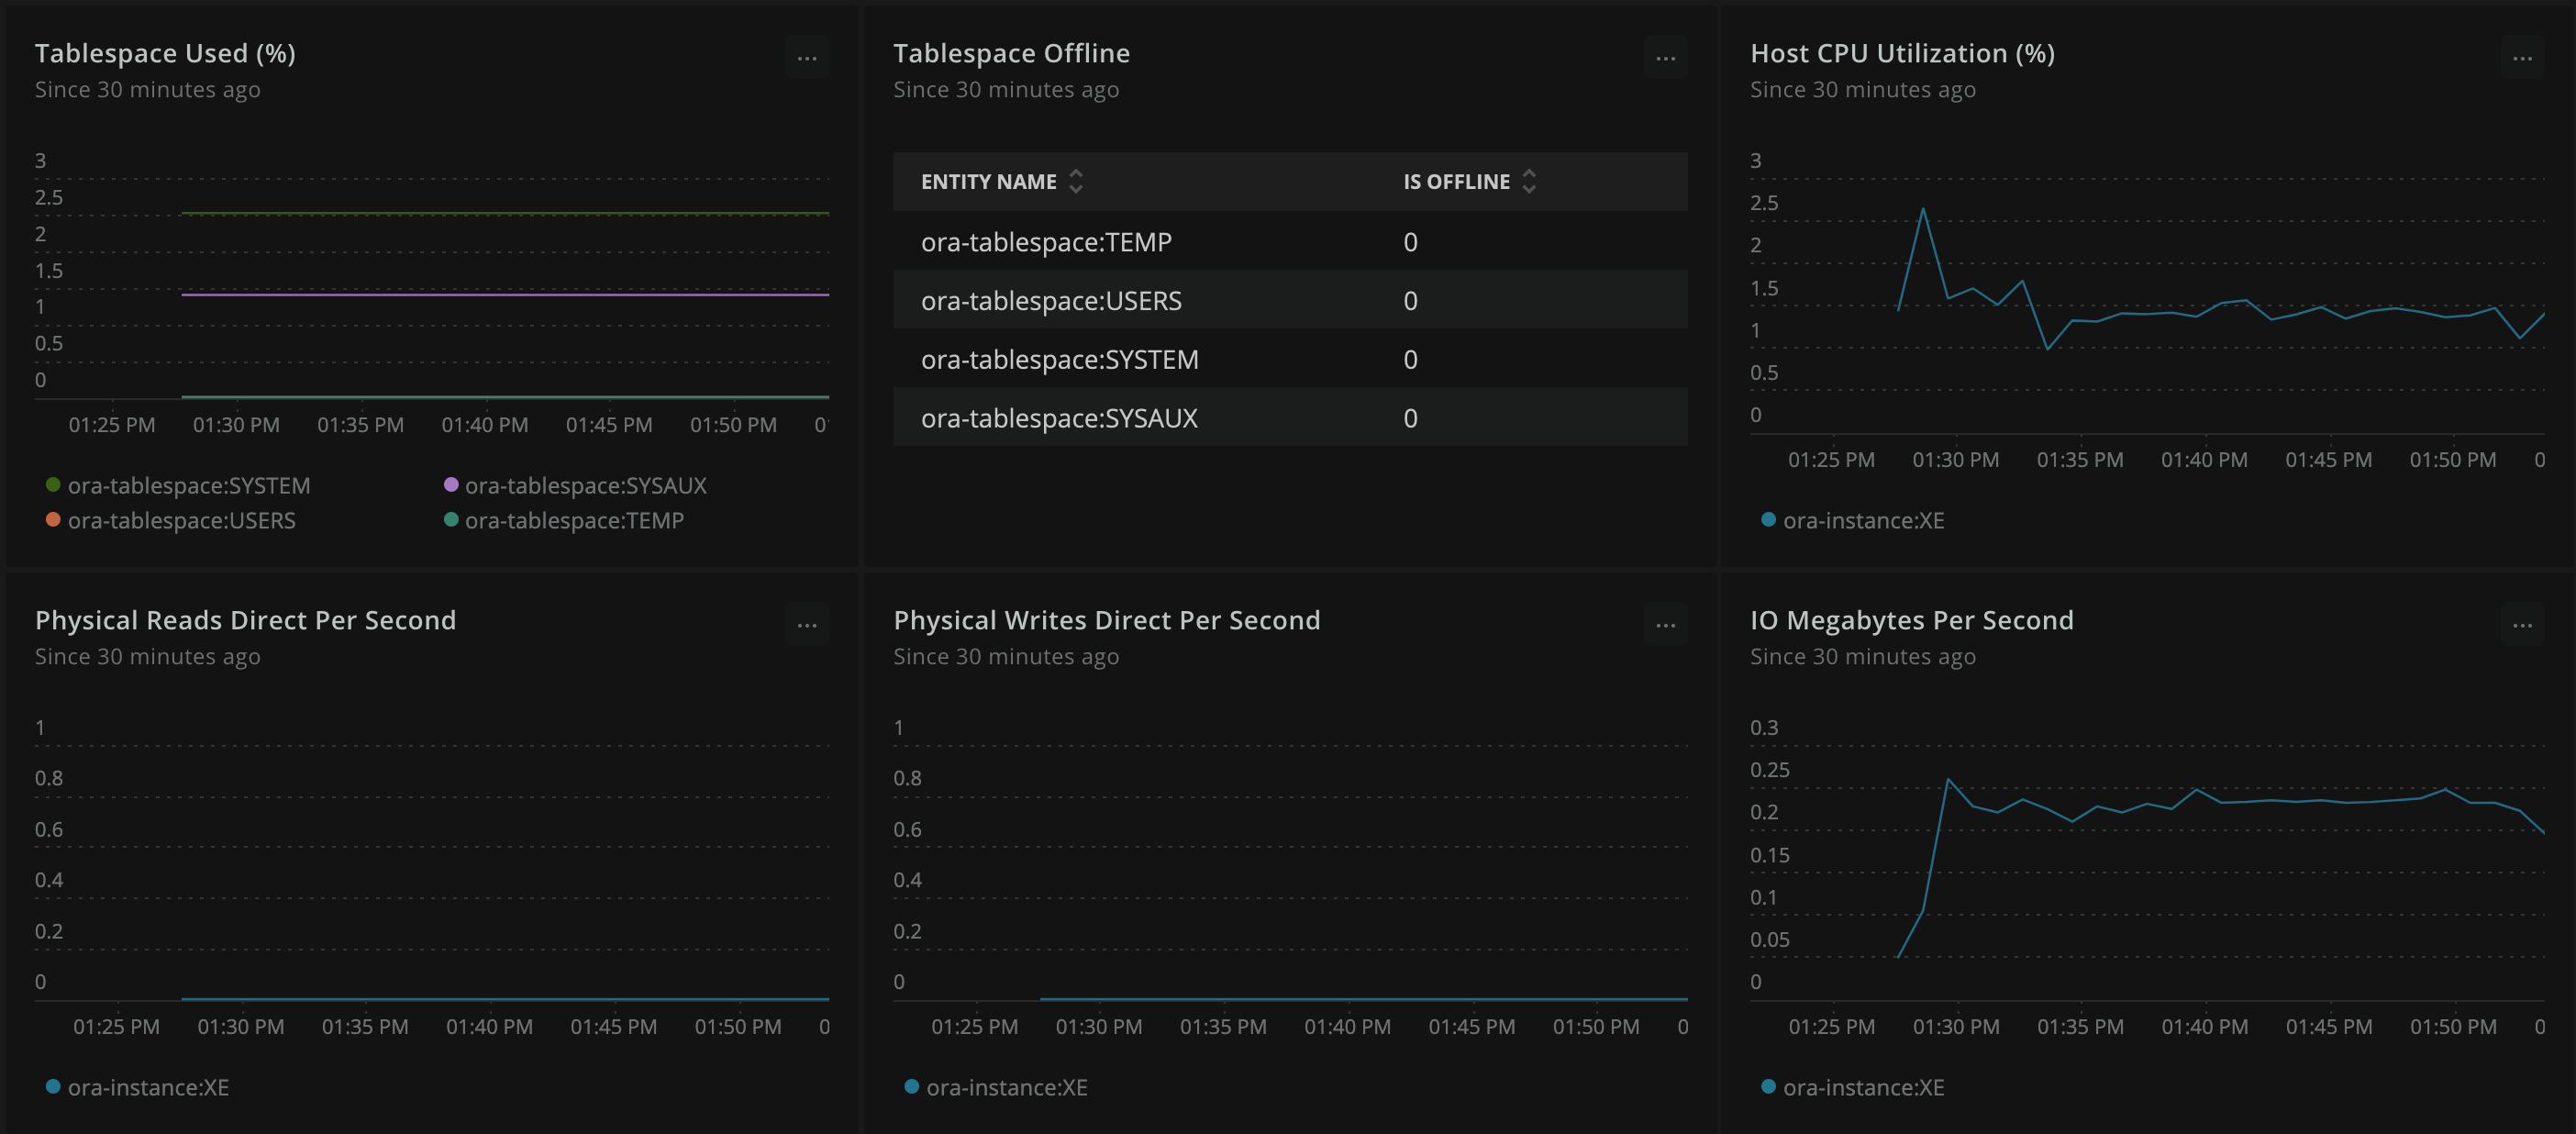 Tablespace Used (%)
...
Since 30 minutes ago
3
2.5
2
1.5
1
0.5
0
01:25 PM 01:30 PM 01:35 PM 01:40 PM 01:45 PM 01:50 PM 0
ora-tablespace:SYSTEM ora-tablespace:SYSAUX
ora-tablespace:USERS ora-tablespace:TEMP
Tablespace Offline
...
Since 30 minutes ago
ENTITY NAME IS OFFLINE
ora-tablespace:TEMP 0
ora-tablespace:USERS 0
ora-tablespace:SYSTEM 0
ora-tablespace:SYSAUX 0
Host CPU Utilization (%)
...
Since 30 minutes ago
3
2.5
2
1.5
1
0.5
0
01:25 PM 01:30 PM 01:35 PM 01:40 PM 01:45 PM 01:50 PM 0
ora-instance:XE
Physical Reads Direct Per Second
...
Since 30 minutes ago
1
0.8
0.6
0.4
0.2
0
01:25 PM 01:30 PM 01:35 PM 01:40 PM 01:45 PM 01:50 PM 0
ora-instance:XE
Physical Writes Direct Per Second
...
Since 30 minutes ago
1
0.8
0.6
0.4
0.2
0
01:25 PM 01:30 PM 01:35 PM 01:40 PM 01:45 PM 01:50 PM 0
ora-instance:XE
IO Megabytes Per Second
...
Since 30 minutes ago
0.3
0.25
0.2
0.15
0.1
0.05
0
01:25 PM 01:30 PM 01:35 PM 01:40 PM 01:45 PM 01:50 PM 0
ora-instance:XE